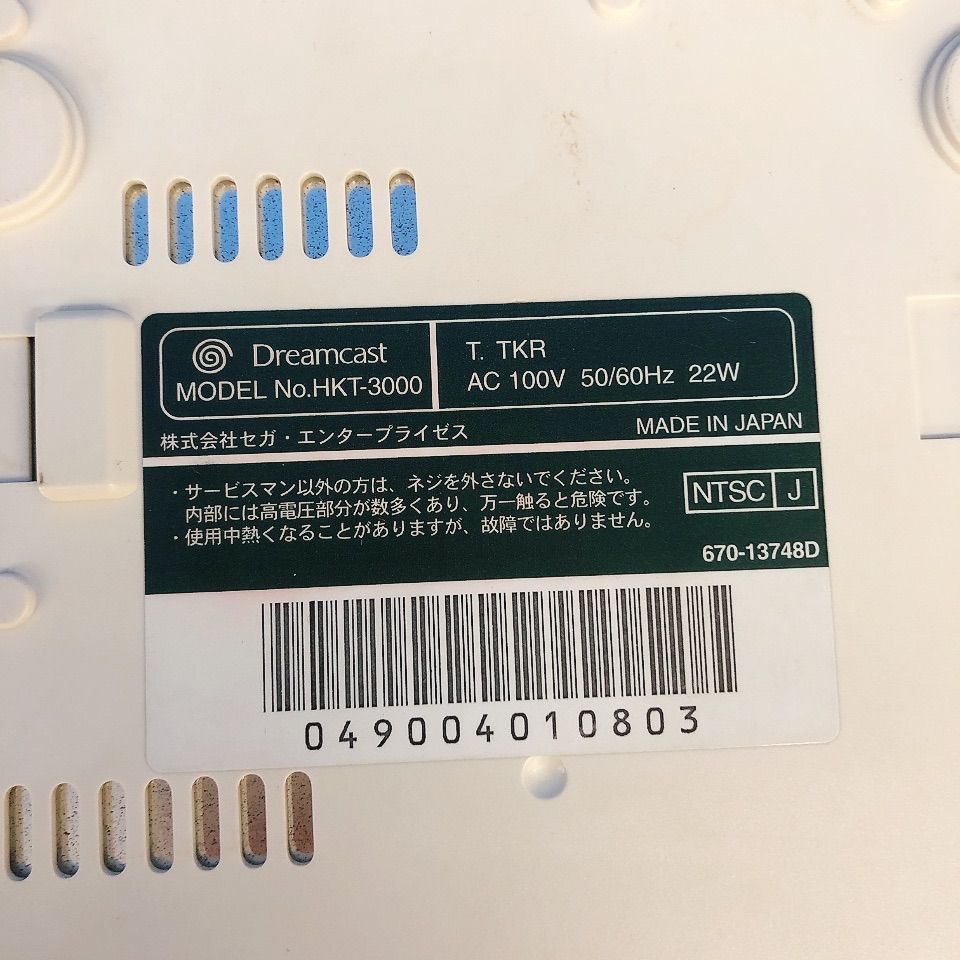 Dreamcast
MODEL No.HKT-3000
T. TKR
AC 100V 50/60Hz 22W
株式会社セガ・エンタープライゼス
MADE IN JAPAN
・サービスマン以外の方は、ネジを外さないでください。
内部には高電圧部分が数多くあり、万一触ると危険です。
・使用中熱くなることがありますが、故障ではありません。
NTSC J
670-13748D
049004010803